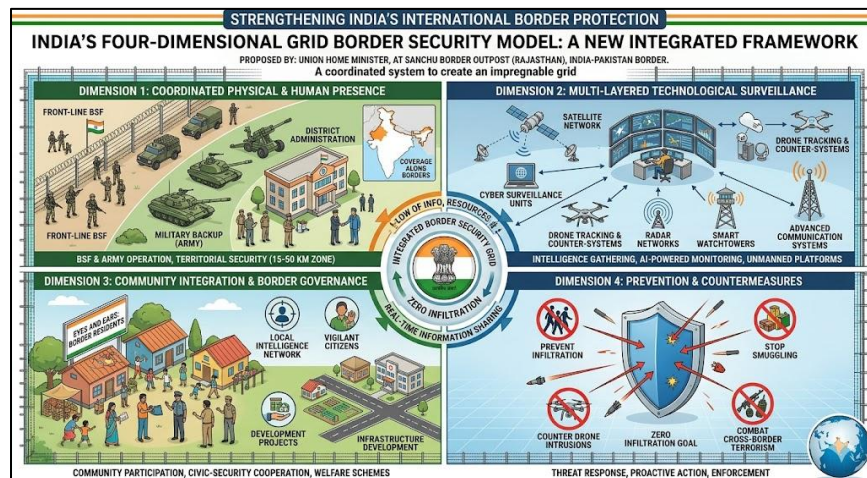 STRENGTHENING INDIA'S INTERNATIONAL BORDER PROTECTION
INDIA'S FOUR-DIMENSIONAL GRID BORDER SECURITY MODEL: A NEW INTEGRATED FRAMEWORK
PROPOSED BY: UNION HOME MINISTER, AT SANCHU BORDER OUTPOST (RAJASTHAN), INDIA-PAKISTAN BORDER.
A coordinated system to create an impregnable grid
DIMENSION 1: COORDINATED PHYSICAL & HUMAN PRESENCE
FRONT-LINE BSF
DISTRICT
ADMINISTRATION
COVERAGE
ALONG
BORDERS
FRONT-LINE BSF
MILITARY BACKUP
(ARMY)
BSF & ARMY OPERATION, TERRITORIAL SECURITY (15-50 KM ZONE)
DIMENSION 2: MULTI-LAYERED TECHNOLOGICAL SURVEILLANCE
SATELLITE
NETWORK
DRONE TRACKING
& COUNTER-SYSTEMS
CYBER SURVEILLANCE
UNITS
DRONE TRACKING &
COUNTER-SYSTEMS
RADAR
NETWORKS
SMART
WATCHTOWERS
ADVANCED
COMMUNICATION
SYSTEMS
INTELLIGENCE GATHERING, AI-POWERED MONITORING, UNMANNED PLATFORMS
LOW OF INFO, RESOURCES
INTEGRATED BORDER SECURITY GRID
ZERO INFILTRATION
REAL-TIME INFORMATION SHARING
DIMENSION 3: COMMUNITY INTEGRATION & BORDER GOVERNANCE
EYES AND EARS:
BORDER RESIDENTS
LOCAL
INTELLIGENCE
NETWORK
VIGILANT
CITIZENS
DEVELOPMENT
PROJECTS
INFRASTRUCTURE
DEVELOPMENT
COMMUNITY PARTICIPATION, CIVIC-SECURITY COOPERATION, WELFARE SCHEMES
DIMENSION 4: PREVENTION & COUNTERMEASURES
PREVENT
INFILTRATION
STOP
SMUGGLING
COUNTER DRONE
INTRUSIONS
ZERO
INFILTRATION GOAL
COMBAT
CROSS-BORDER
TERRORISM
THREAT RESPONSE, PROACTIVE ACTION, ENFORCEMENT